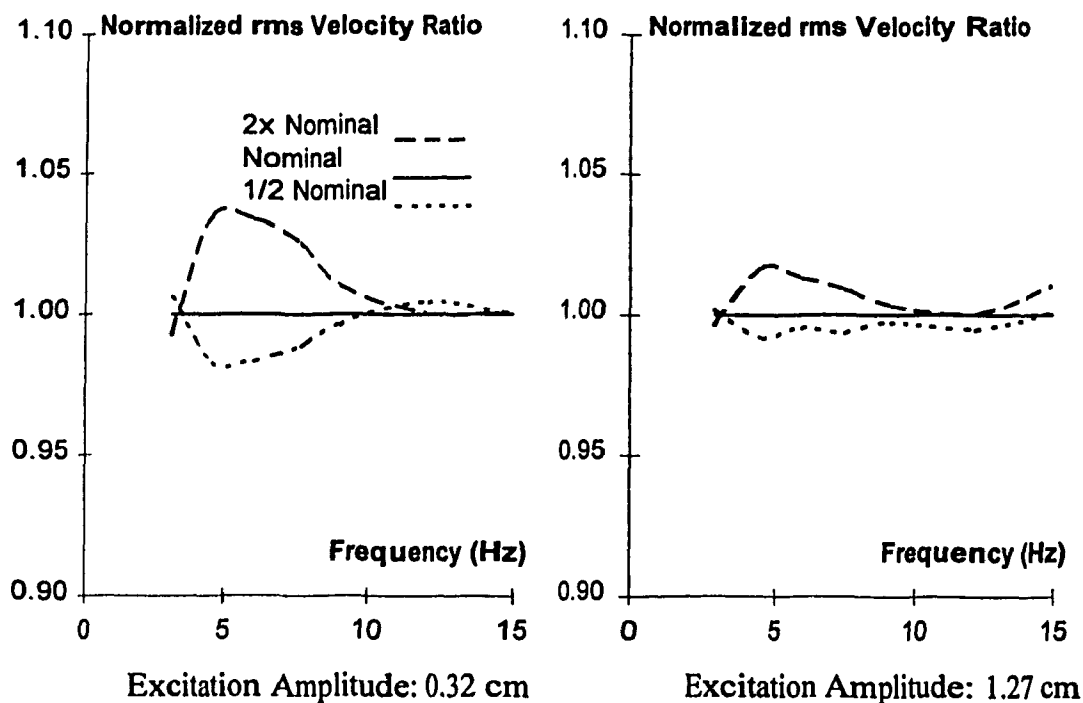 Normalized rms Velocity Ratio
1.10
2x Nominal
Nominal
1/2 Nominal
1.05
1.00
0.95
Frequency (Hz)
0.90
0 5 10 15
Excitation Amplitude: 0.32 cm
Normalized rms Velocity Ratio
1.10
1.05
1.00
0.95
Frequency (Hz)
0.90
0 5 10 15
Excitation Amplitude: 1.27 cm